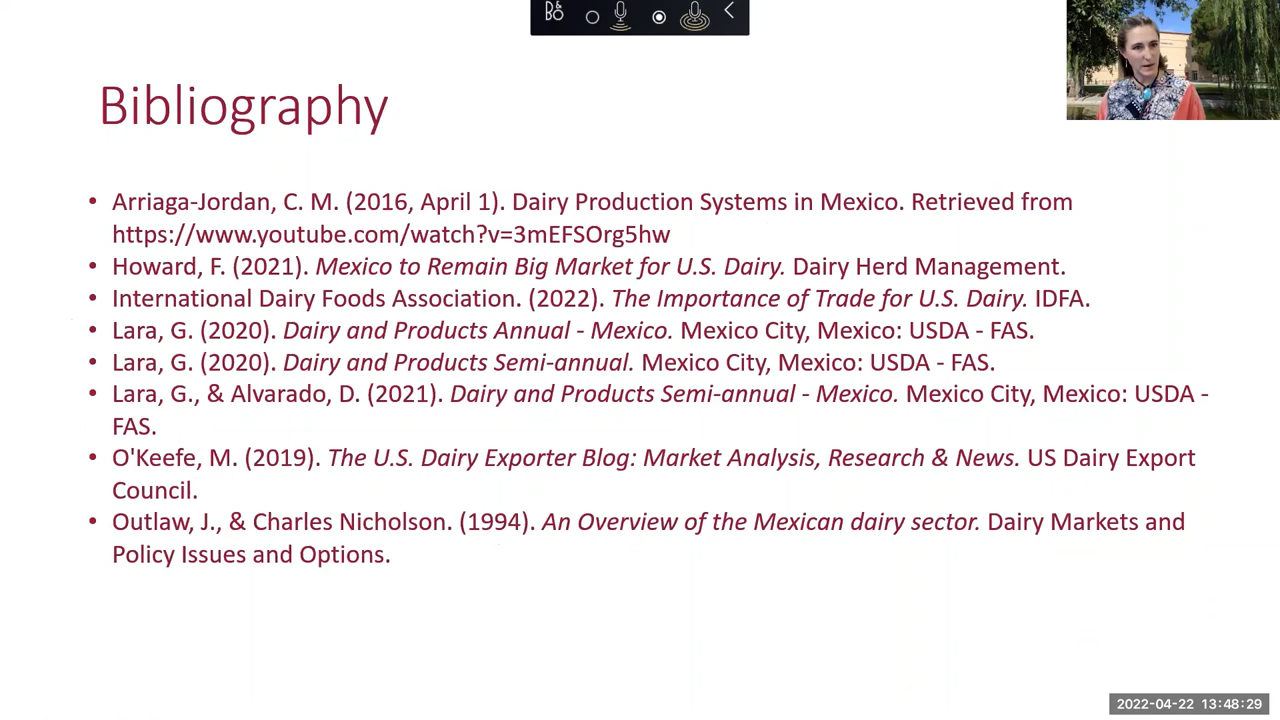 B&O
Bibliography
• Arriaga-Jordan, C. M. (2016, April 1). Dairy Production Systems in Mexico. Retrieved from
https://www.youtube.com/watch?v=3mEFSOrg5hw
• Howard, F. (2021). Mexico to Remain Big Market for U.S. Dairy. Dairy Herd Management.
• International Dairy Foods Association. (2022). The Importance of Trade for U.S. Dairy. IDFA.
• Lara, G. (2020). Dairy and Products Annual - Mexico. Mexico City, Mexico: USDA - FAS.
• Lara, G. (2020). Dairy and Products Semi-annual. Mexico City, Mexico: USDA - FAS.
• Lara, G., & Alvarado, D. (2021). Dairy and Products Semi-annual - Mexico. Mexico City, Mexico: USDA -
FAS.
• O'Keefe, M. (2019). The U.S. Dairy Exporter Blog: Market Analysis, Research & News. US Dairy Export
Council.
• Outlaw, J., & Charles Nicholson. (1994). An Overview of the Mexican dairy sector. Dairy Markets and
Policy Issues and Options.
2022-04-22 13:48:29